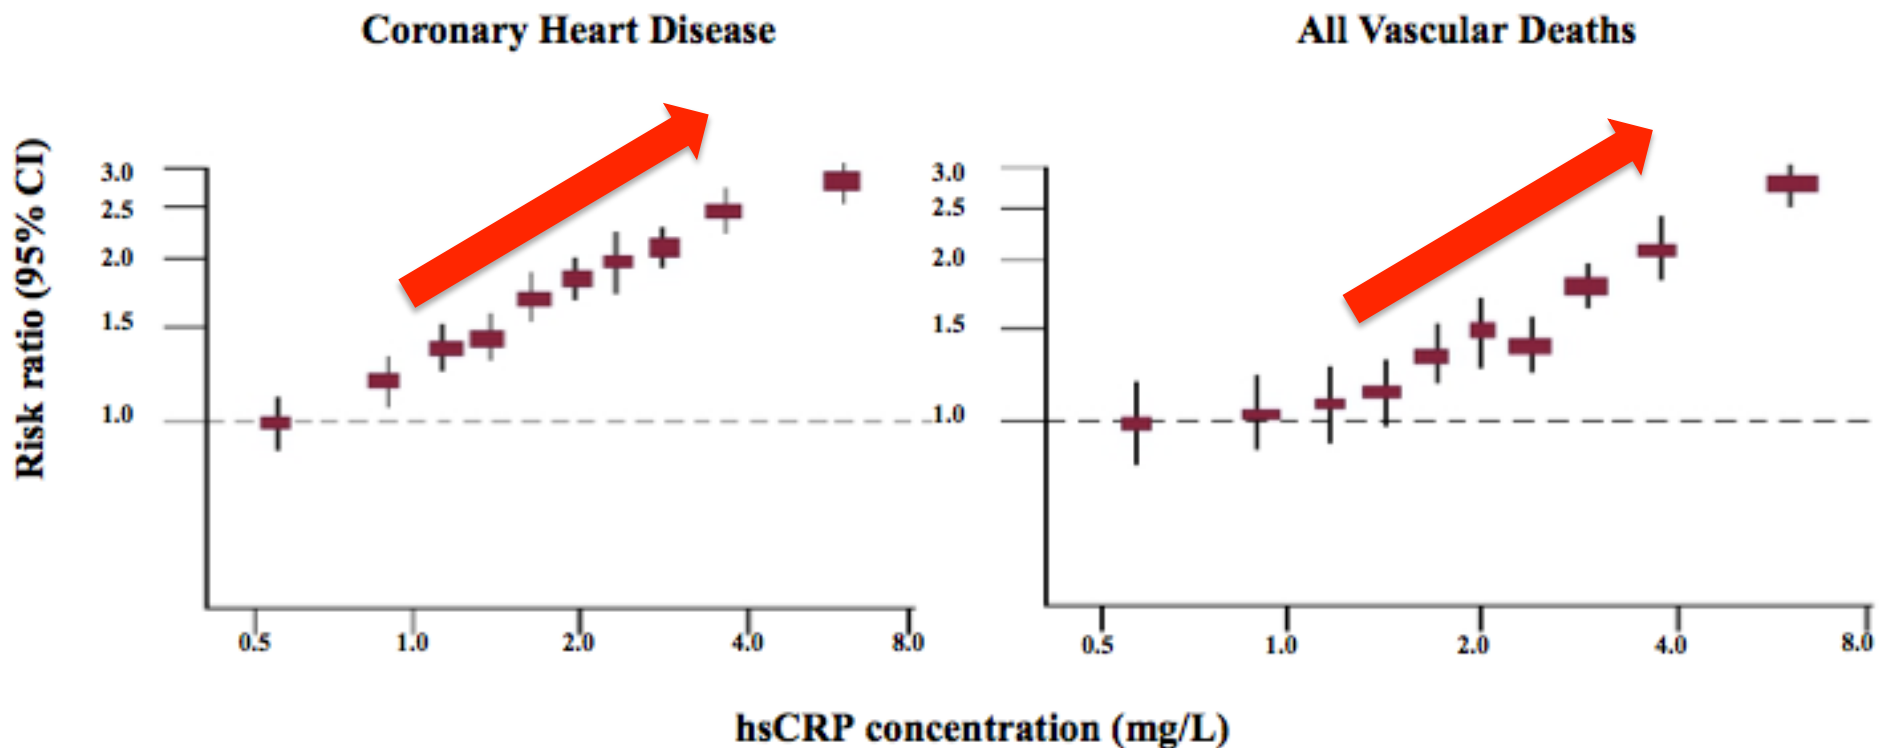 Coronary Heart Disease
All Vascular Deaths
Risk ratio (95% CI)
3.0
2.5
2.0
1.5
1.0
0.5 1.0 2.0 4.0 8.0
3.0
2.5
2.0
1.5
1.0
0.5 1.0 2.0 4.0 8.0
hsCRP concentration (mg/L)